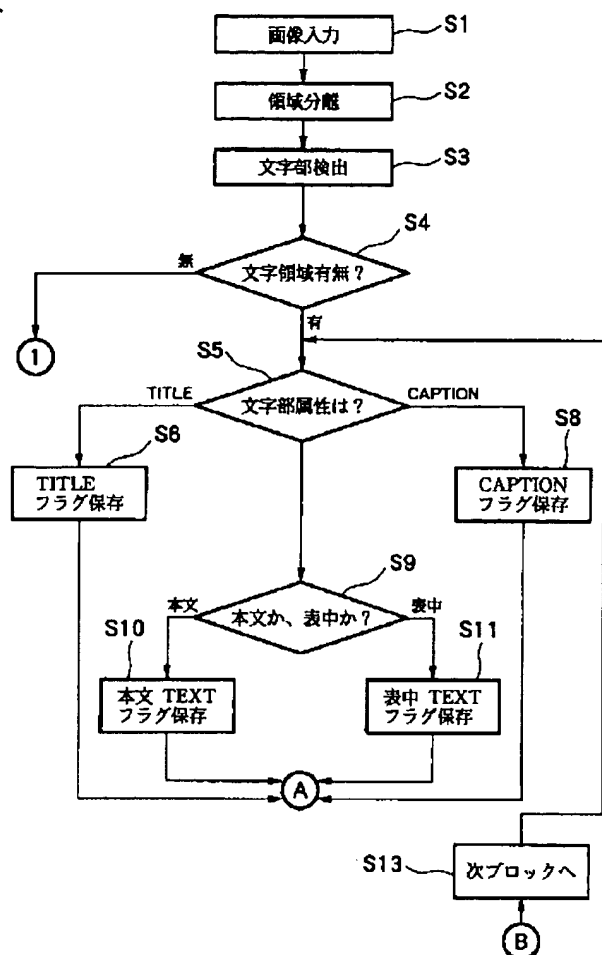 画像入力
S1
領域分離
S2
文字部検出
S3
S4
文字領域有無？
無
有
1
S5
文字部属性は？
TITLE
CAPTION
S6
TITLE
フラグ保存
S8
CAPTION
フラグ保存
S9
本文か、表中か？
本文
表中
S10
本文 TEXT
フラグ保存
S11
表中 TEXT
フラグ保存
A
S13
次ブロックへ
B